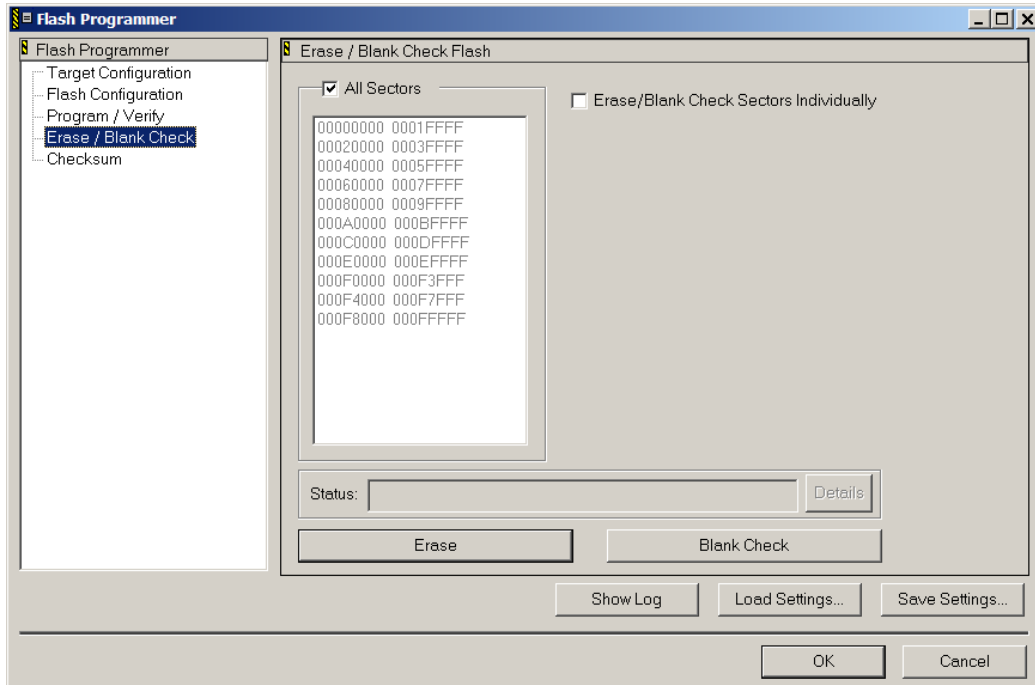 Flash Programmer
Flash Programmer
Target Configuration
Flash Configuration
Program / Verify
Erase / Blank Check
Checksum
Erase / Blank Check Flash
All Sectors
Erase/Blank Check Sectors Individually
00000000 0001FFFF
00020000 0003FFFF
00040000 0005FFFF
00060000 0007FFFF
00080000 0009FFFF
000A0000 000BFFFF
000C0000 000DFFFF
000E0000 000EFFFF
000F0000 000F3FFF
000F4000 000F7FFF
000F8000 000FFFFF
Status:
Details
Erase
Blank Check
Show Log
Load Settings...
Save Settings...
OK
Cancel